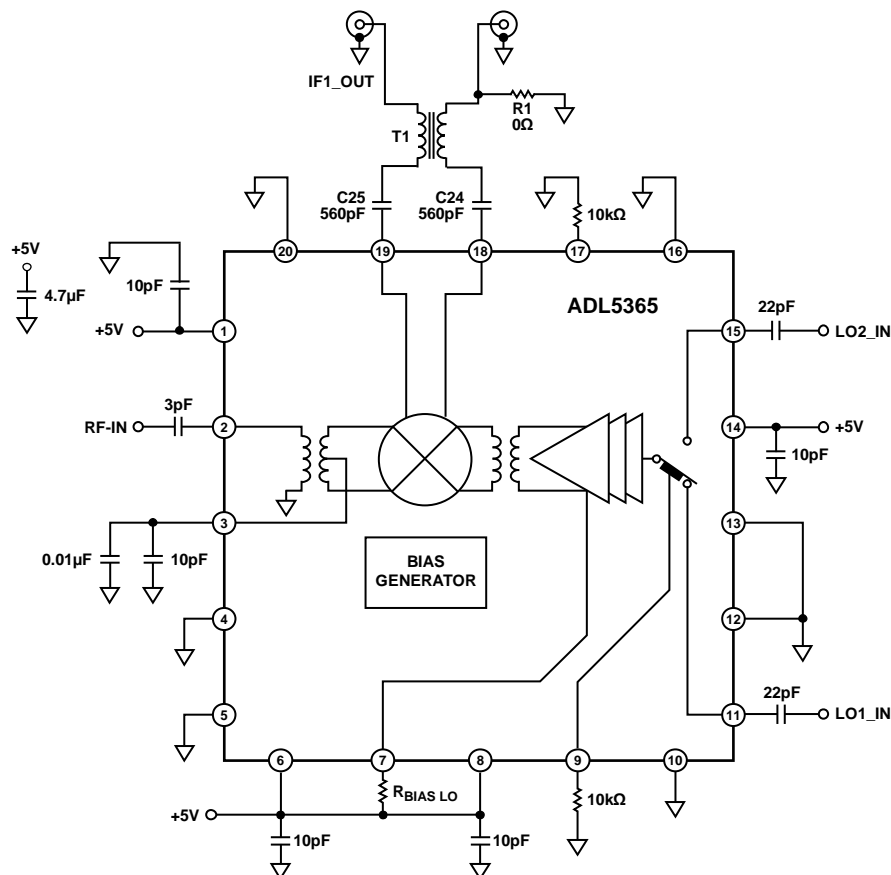 IF1_OUT
R1
0Ω
T1
C25
560pF
C24
560pF
10kΩ
20
19
18
17
16
+5V
4.7µF
10pF
+5V
1
ADL5365
22pF
15
LO2_IN
3pF
RF-IN
2
14
+5V
10pF
3
13
0.01µF
10pF
BIAS
GENERATOR
4
12
22pF
5
11
LO1_IN
6
7
8
9
10
RBIAS LO
10kΩ
+5V
10pF
10pF